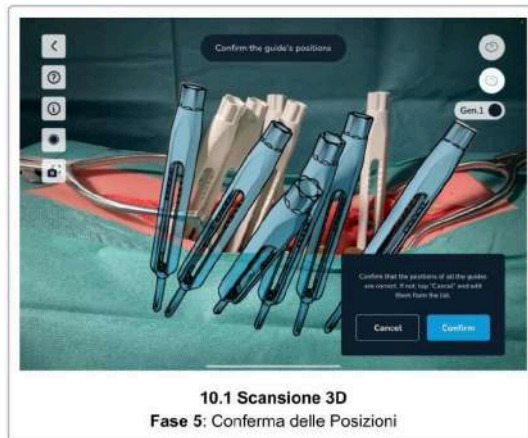 Confirm the guide's positions
Gen.1
Confirm that the positions of all the guides
are correct. If not, tap "Cancel" and edit
them from the list.
Cancel
Confirm
10.1 Scansione 3D
Fase 5: Conferma delle Posizioni